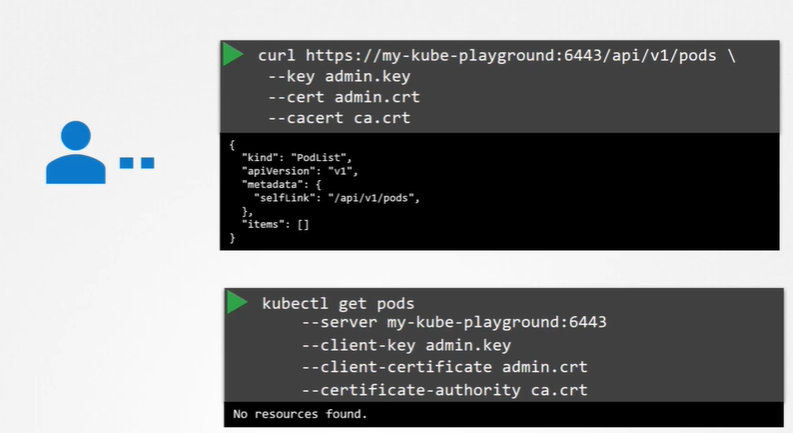 curl https://my-kube-playground:6443/api/v1/pods \
--key admin.key
--cert admin.crt
--cacert ca.crt
{
"kind": "PodList",
"apiVersion": "v1",
"metadata": {
"selfLink": "/api/v1/pods",
},
"items": []
}
kubectl get pods
--server my-kube-playground:6443
--client-key admin.key
--client-certificate admin.crt
--certificate-authority ca.crt
No resources found.